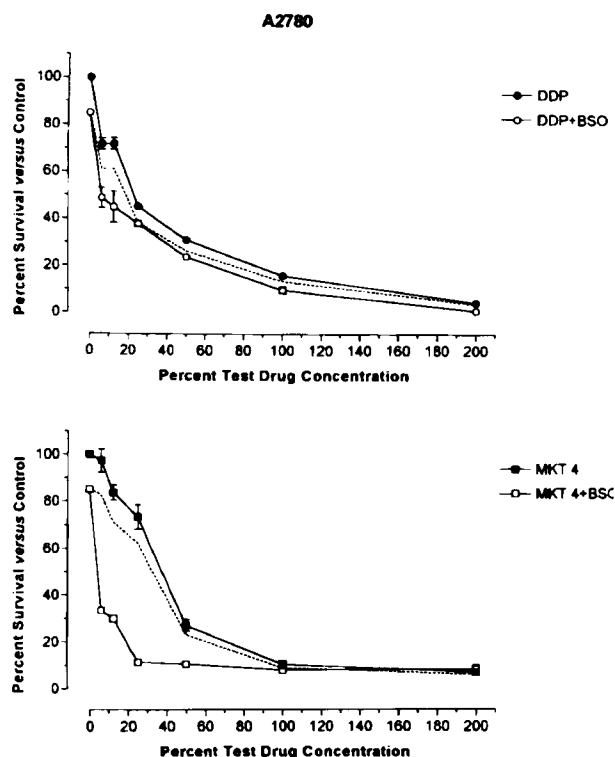 A2780
100
80
60
40
20
0
Percent Survival versus Control
DDP
DDP+BSO
0 20 40 60 80 100 120 140 160 180 200
Percent Test Drug Concentration
100
80
60
40
20
0
Percent Survival versus Control
MKT 4
MKT 4+BSO
0 20 40 60 80 100 120 140 160 180 200
Percent Test Drug Concentration